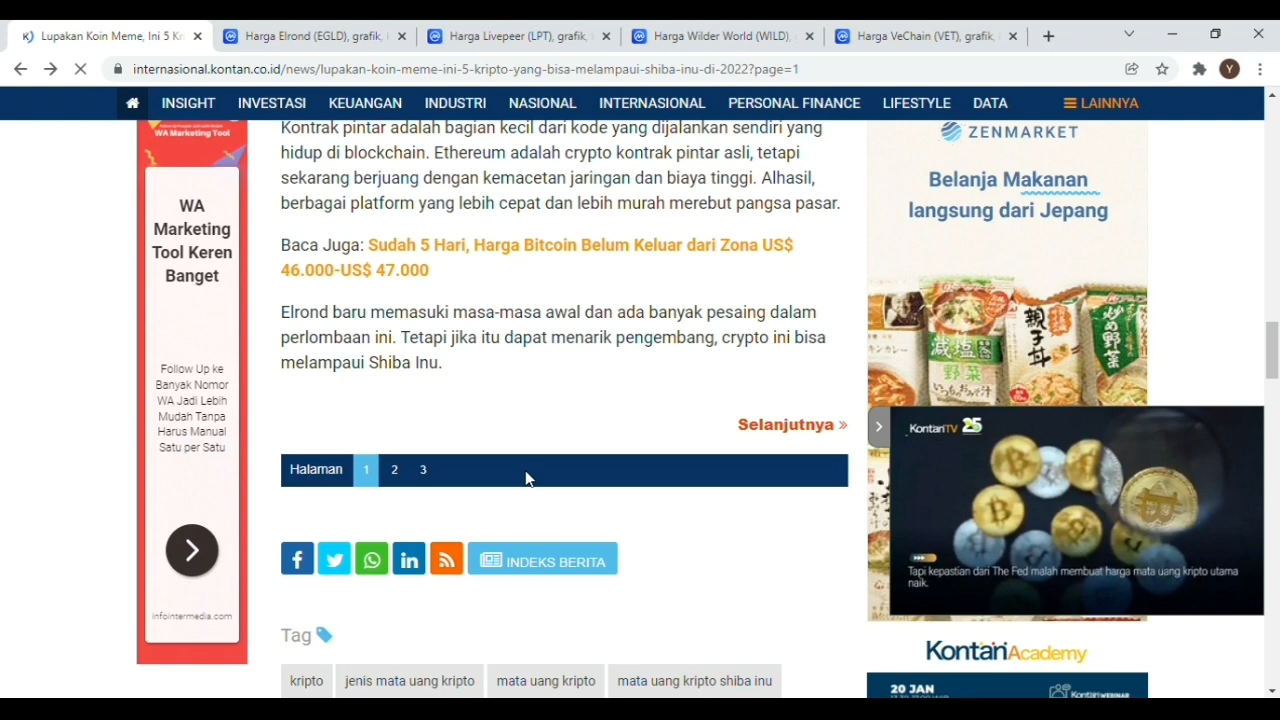 Lupakan Koin Meme, Ini 5 Kr
Harga Elrond (EGLD), grafik,
Harga Livepeer (LPT), grafik,
Harga Wilder World (WILD),
Harga VeChain (VET), grafik,
internasional.kontan.co.id/news/lupakan-koin-meme-ini-5-kripto-yang-bisa-melampaui-shiba-inu-di-2022?page=1
Y
INSIGHT INVESTASI KEUANGAN INDUSTRI NASIONAL INTERNASIONAL PERSONAL FINANCE LIFESTYLE DATA LAINNYA
WA Marketing Tool
WA
Marketing
Tool Keren
Banget
Follow Up ke
Banyak Nomor
WA Jadi Lebih
Mudah Tanpa
Harus Manual
Satu per Satu
infointermedia.com
Kontrak pintar adalah bagian kecil dari kode yang dijalankan sendiri yang
hidup di blockchain. Ethereum adalah crypto kontrak pintar asli, tetapi
sekarang berjuang dengan kemacetan jaringan dan biaya tinggi. Alhasil,
berbagai platform yang lebih cepat dan lebih murah merebut pangsa pasar.
Baca Juga: Sudah 5 Hari, Harga Bitcoin Belum Keluar dari Zona US$
46.000-US$ 47.000
Elrond baru memasuki masa-masa awal dan ada banyak pesaing dalam
perlombaan ini. Tetapi jika itu dapat menarik pengembang, crypto ini bisa
melampaui Shiba Inu.
Selanjutnya »
Halaman 1 2 3
INDEKS BERITA
Tag
kripto jenis mata uang kripto mata uang kripto mata uang kripto shiba inu
ZENMARKET
Belanja Makanan
langsung dari Jepang
減塩
野菜
親子丼
KontanTV 25
Tapi kepastian dari The Fed malah membuat harga mata uang kripto utama
naik.
KontanAcademy
20 JAN